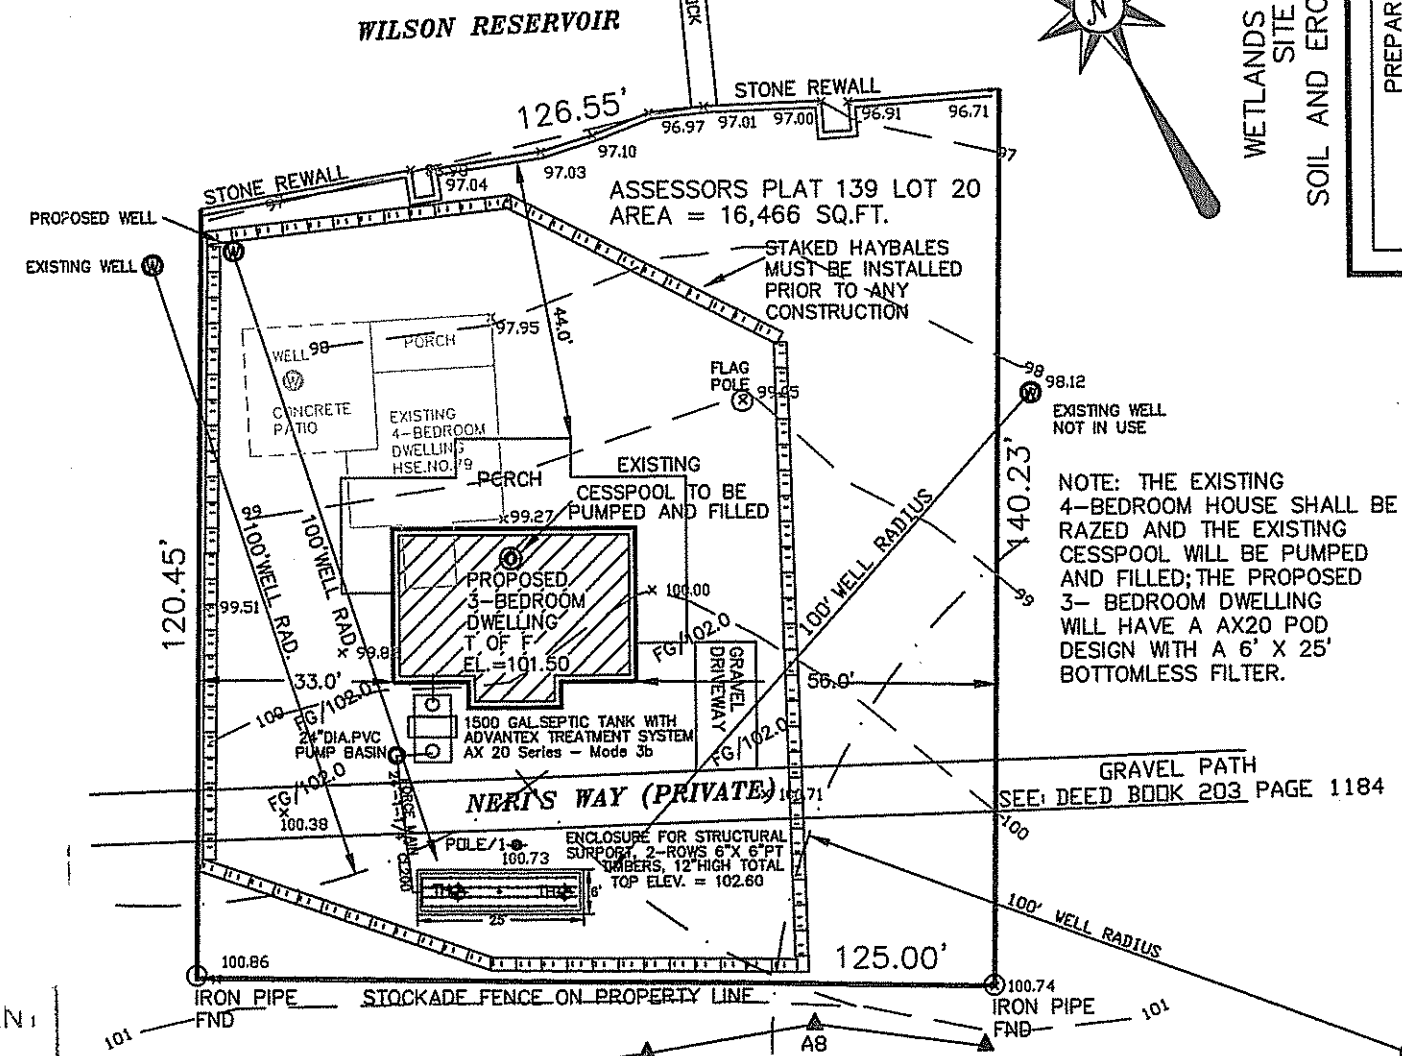 WILSON RESERVOIR
N
WETLANDS
SITE
SOIL AND ERO
PREPAR
126.55'
STONE REWALL
96.97
97.01
97.00
96.91
96.71
97
97.10
97.03
97.04
STONE REWALL
97
PROPOSED WELL
EXISTING WELL
W
W
ASSESSORS PLAT 139 LOT 20
AREA = 16,466 SQ.FT.
STAKED HAYBALES
MUST BE INSTALLED
PRIOR TO ANY
CONSTRUCTION
44.0'
97.95
WELL
98
PORCH
W
CONCRETE
PATIO
EXISTING
4-BEDROOM
DWELLING
HSE.NO.79
FLAG
POLE
98
98.12
W
EXISTING WELL
NOT IN USE
140.23'
NOTE: THE EXISTING
4-BEDROOM HOUSE SHALL BE
RAZED AND THE EXISTING
CESSPOOL WILL BE PUMPED
AND FILLED; THE PROPOSED
3- BEDROOM DWELLING
WILL HAVE A AX20 POD
DESIGN WITH A 6' X 25'
BOTTOMLESS FILTER.
PORCH
EXISTING
CESSPOOL TO BE
PUMPED AND FILLED
99
99.27
100'WELL RAD.
100'WELL RAD.
100' WELL RADIUS
120.45'
99.51
PROPOSED
3-BEDROOM
DWELLING
T OF F
EL.=101.50
100.00
99
99.8
FG/102.0
GRAVEL
DRIVEWAY
33.0'
56.0'
100
FG/102.0
24"DIA.PVC
PUMP BASIN
1500 GAL.SEPTIC TANK WITH
ADVANTEX TREATMENT SYSTEM
AX 20 Series - Mode 3b
FG/102.0
FG/102.0
100.38
NERI'S WAY (PRIVATE)
100.71
GRAVEL PATH
SEE: DEED BOOK 203 PAGE 1184
100
FORCE MAIN
POLE/1
100.73
ENCLOSURE FOR STRUCTURAL
SUPPORT, 2-ROWS 6"X 6"PT
TIMBERS, 12"HIGH TOTAL
TOP ELEV. = 102.60
6'
25'
100' WELL RADIUS
125.00'
100.86
100.74
IRON PIPE
FND
STOCKADE FENCE ON PROPERTY LINE
IRON PIPE
FND
101
101
A8